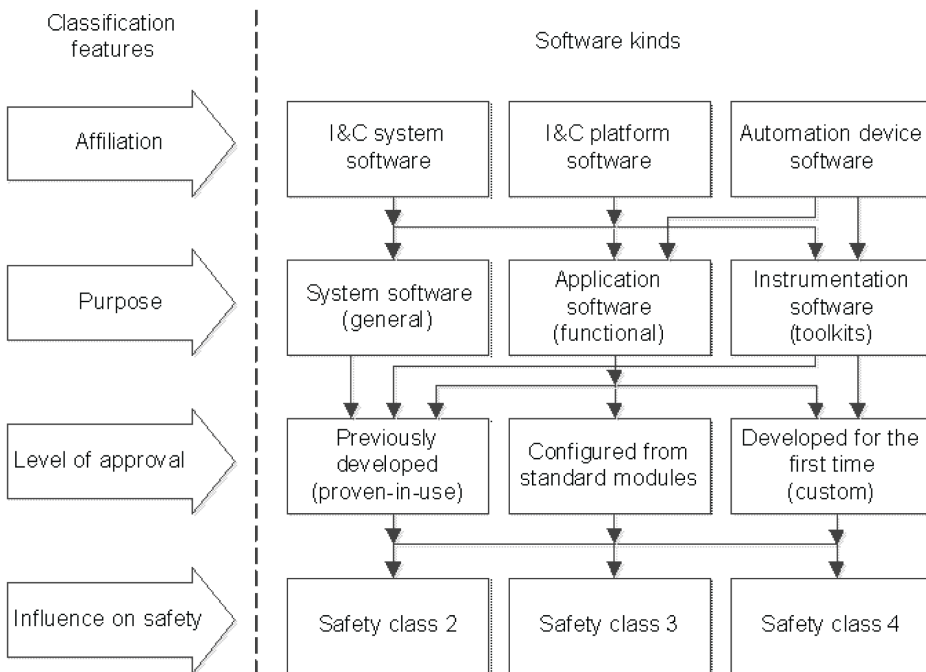 Classification
features
Software kinds
Affiliation
I&C system
software
I&C platform
software
Automation device
software
Purpose
System software
(general)
Application
software
(functional)
Instrumentation
software
(toolkits)
Level of approval
Previously
developed
(proven-in-use)
Configured from
standard modules
Developed for the
first time
(custom)
Influence on safety
Safety class 2
Safety class 3
Safety class 4